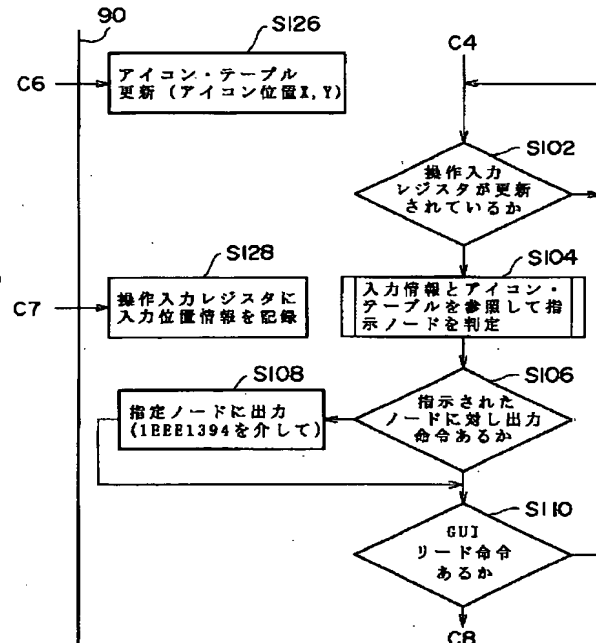 90
S126
C6
アイコン・テーブル
更新(アイコン位置X,Y)
C4
S102
操作入力
レジスタが更新
されているか
S128
C7
操作入力レジスタに
入力位置情報を記録
S104
入力情報とアイコン・
テーブルを参照して指
示ノードを判定
S106
指示された
ノードに対し出力
命令あるか
S108
指定ノードに出力
(IEEE1394を介して)
S110
GUI
リード命令
あるか
C8